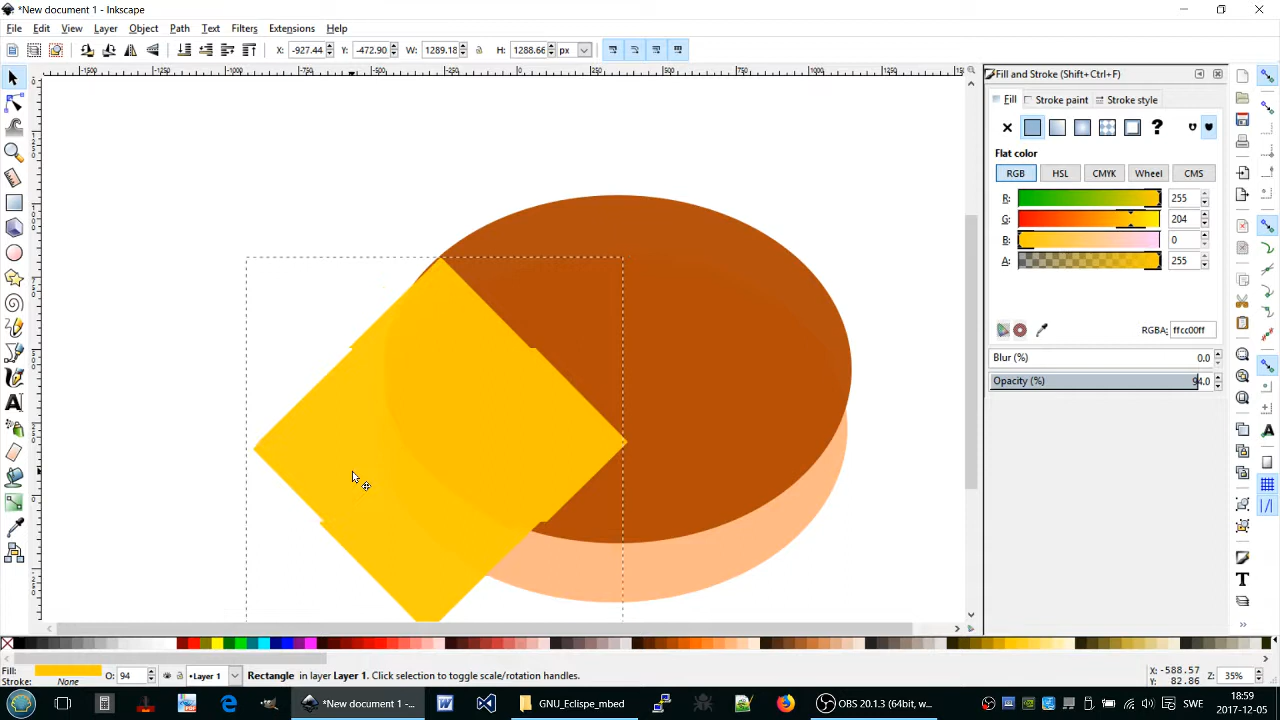 *New document 1 - Inkscape
File Edit View Layer Object Path Text Filters Extensions Help
X: -927.44 Y: -472.90 W: 1289.18 H: 1288.66 px
Fill and Stroke (Shift+Ctrl+F)
Fill Stroke paint Stroke style
Flat color
RGB HSL CMYK Wheel CMS
R: 255
G: 204
B: 0
A: 255
RGBA: ffcc00ff
Blur (%) 0.0
Opacity (%) 94.0
Fill:
Stroke: None
O: 94
Layer 1
Rectangle in layer Layer 1. Click selection to toggle scale/rotation handles.
X: -588.57
Y: 82.86
Z: 35%
*New document 1 -...
GNU_Eclispe_mbed
OBS 20.1.3 (64bit, w...
SWE
18:59
2017-12-05